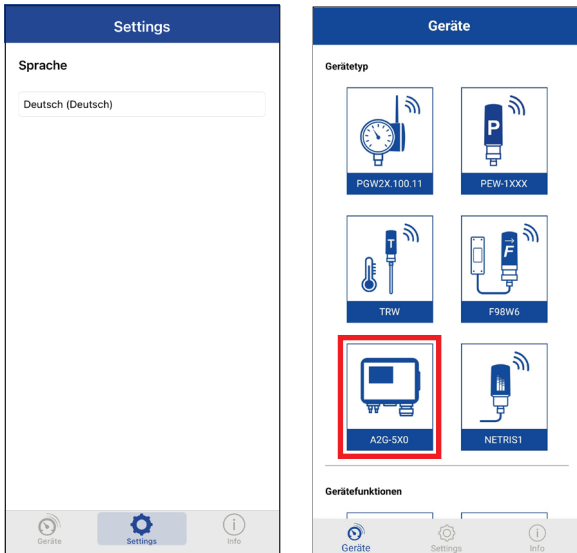 Settings
Sprache
Deutsch (Deutsch)
Geräte
Settings
Info
Geräte
Gerätetyp
PGW2X.100.11
P
PEW-1XXX
T
TRW
F
F98W6
A2G-5X0
NETRIS1
Gerätefunktionen
Geräte
Settings
Info